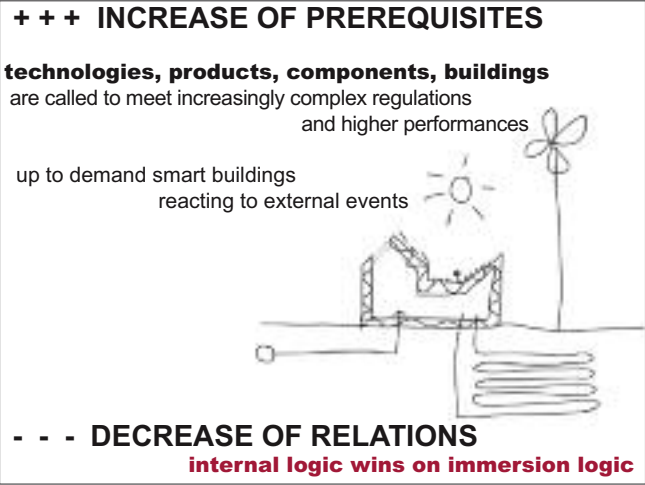 + + + INCREASE OF PREREQUISITES
technologies, products, components, buildings
are called to meet increasingly complex regulations
and higher performances
up to demand smart buildings
reacting to external events
- - - DECREASE OF RELATIONS
internal logic wins on immersion logic